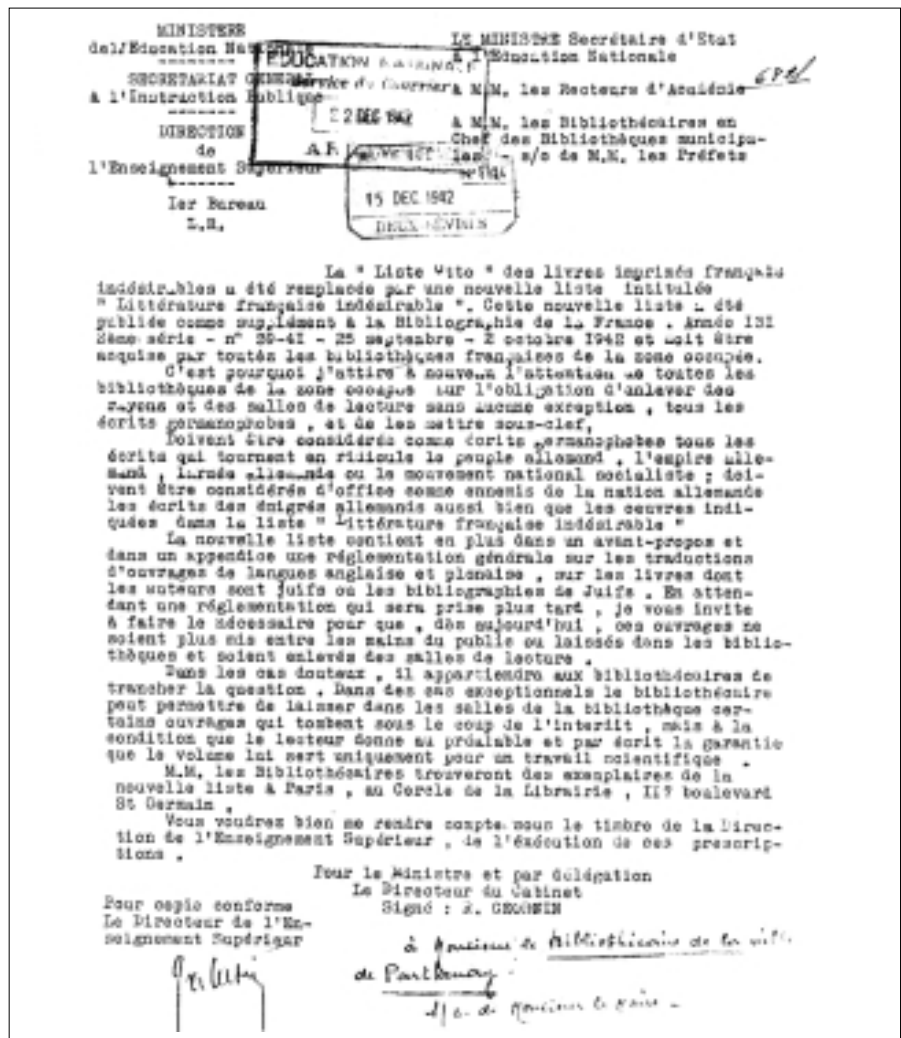 MINISTERE
del/Education Nationale
--------
SECRETARIAT GENERAL
à l'Instruction Publique
-------
DIRECTION
de
l'Enseignement Supérieur
-------
Ier Bureau
L.R.
LE MINISTRE Secrétaire d'Etat
à l'Education Nationale
à M.M. les Recteurs d'Académie
à M.M. les Bibliothécaires en
Chef des Bibliothèques municipa-
les - s/c de M.M. les Préfets
EDUCATION NATIONALE
Service du Courrier
22 DEC 1942
15 DEC. 1942
DEUX SEVRES
La " Liste Otto " des livres imprimés français
indésirables a été remplacée par une nouvelle liste intitulée
" Littérature française indésirable ". Cette nouvelle liste a été
publiée comme supplément à la Bibliographie de la France . Année 131
2ème série - n° 39-4I - 25 septembre - 2 octobre 1942 et doit être
acquise par toutes les bibliothèques françaises de la zone occupée.
C'est pourquoi j'attire à nouveau l'attention de toutes les
bibliothèques de la zone occupée sur l'obligation d'enlever des
rayons et des salles de lecture sans aucune exception , tous les
écrits germanophobes , et de les mettre sous-clef,
Doivent être considérés comme écrits germanophobes tous les
écrits qui tournent en ridicule le peuple allemand , l'empire alle-
mand , l'armée allemande ou le mouvement national socialiste ; doi-
vent être considérés d'office comme ennemis de la nation allemande
les écrits des émigrés allemands aussi bien que les oeuvres indi-
quées dans la liste " Littérature française indésirable "
La nouvelle liste contient en plus dans un avant-propos et
dans un appendice une réglementation générale sur les traductions
d'ouvrages de langues anglaise et plonaise , sur les livres dont
les auteurs sont juifs ou les bibliographies de Juifs . En atten-
dant une réglementation qui sera prise plus tard , je vous invite
à faire le nécessaire pour que , dès aujourd'hui , ces ouvrages ne
soient plus mis entre les mains du public ou laissés dans les biblio-
thèques et soient enlevés des salles de lecture .
Dans les cas douteux , il appartiendra aux bibliothécaires de
trancher la question . Dans des cas exceptionnels le bibliothécaire
peut permettre de laisser dans les salles de la bibliothèque cer-
tains ouvrages qui tombent sous le coup de l'interdit , mais à la
condition que le lecteur donne au préalable et par écrit la garantie
que le volume lui sert uniquement pour un travail scientifique .
M.M. les Bibliothécaires trouveront des exemplaires de la
nouvelle liste à Paris , au Cercle de la Librairie , II7 boulevard
St Germain .
Vous voudrez bien me rendre compte sous le timbre de la Direc-
tion de l'Enseignement Supérieur , de l'éxécution de ces prescrip-
tions .
Pour le Ministre et par délégation
Le Directeur du Cabinet
Pour copie conforme
Le Directeur de l'En-
seignement Supérieur
à Monsieur le Bibliothécaire de la ville
de Parthenay
s/c de Monsieur le Maire -